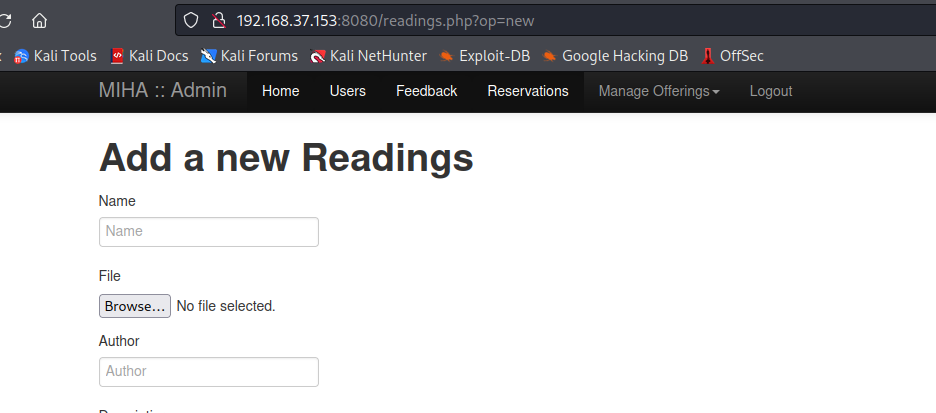 192.168.37.153:8080/readings.php?op=new
Kali Tools Kali Docs Kali Forums Kali NetHunter Exploit-DB Google Hacking DB OffSec
MIHA :: Admin Home Users Feedback Reservations Manage Offerings Logout
Add a new Readings
Name
Name
File
Browse... No file selected.
Author
Author